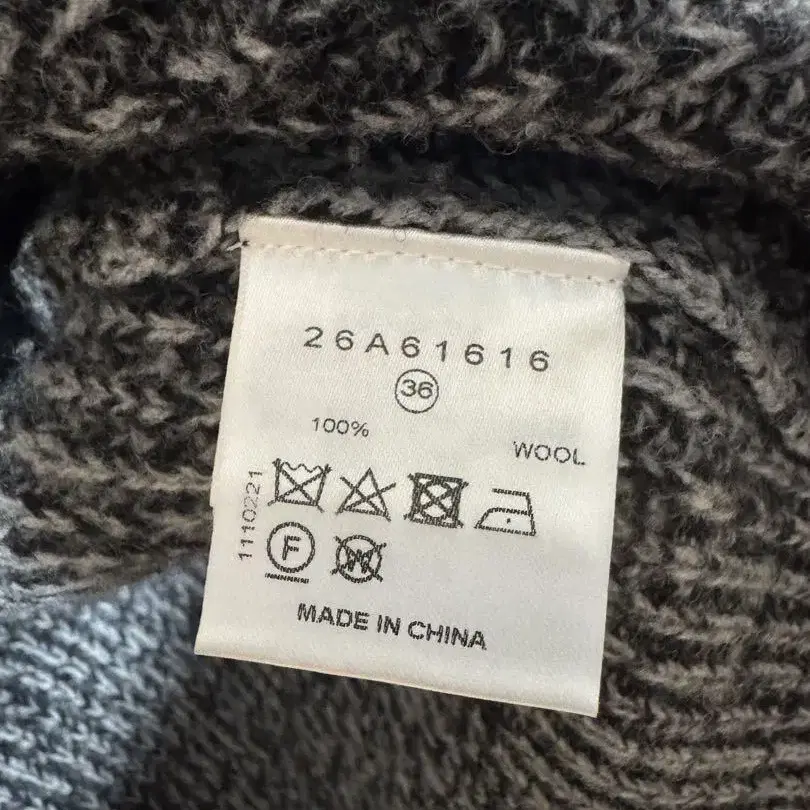 26A61616
36
100%
WOOL
1110221
F
W
MADE IN CHINA